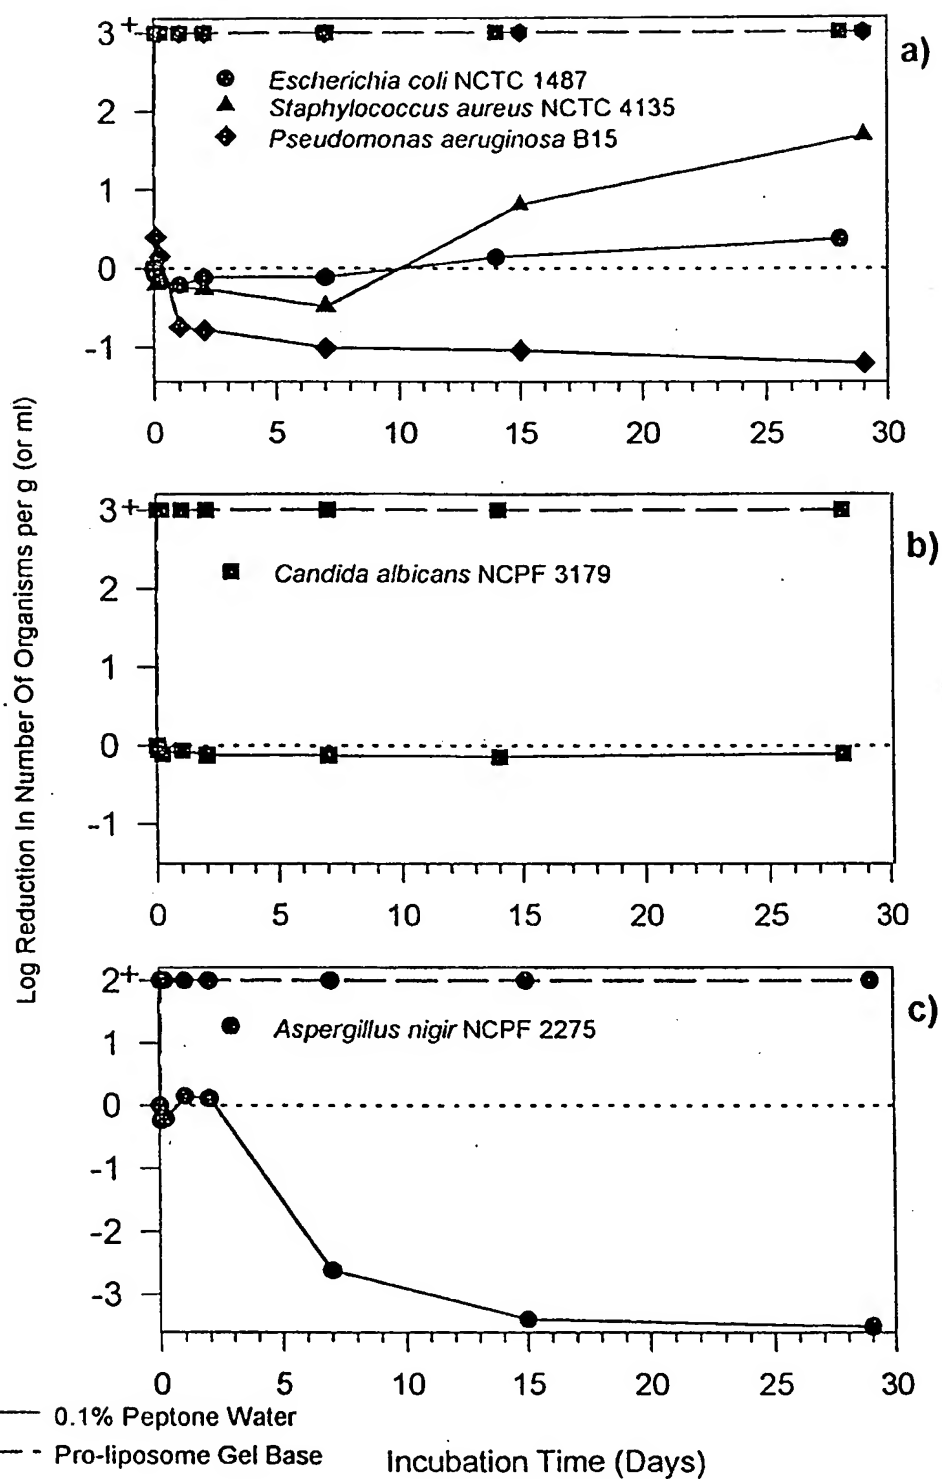 Log Reduction In Number Of Organisms per g (or ml)
a)
3+
2
1
0
-1
Escherichia coli NCTC 1487
Staphylococcus aureus NCTC 4135
Pseudomonas aeruginosa B15
0 5 10 15 20 25 30
b)
3+
2
1
0
-1
Candida albicans NCPF 3179
0 5 10 15 20 25 30
c)
2+
1
0
-1
-2
-3
Aspergillus nigir NCPF 2275
0 5 10 15 20 25 30
0.1% Peptone Water
Pro-liposome Gel Base
Incubation Time (Days)